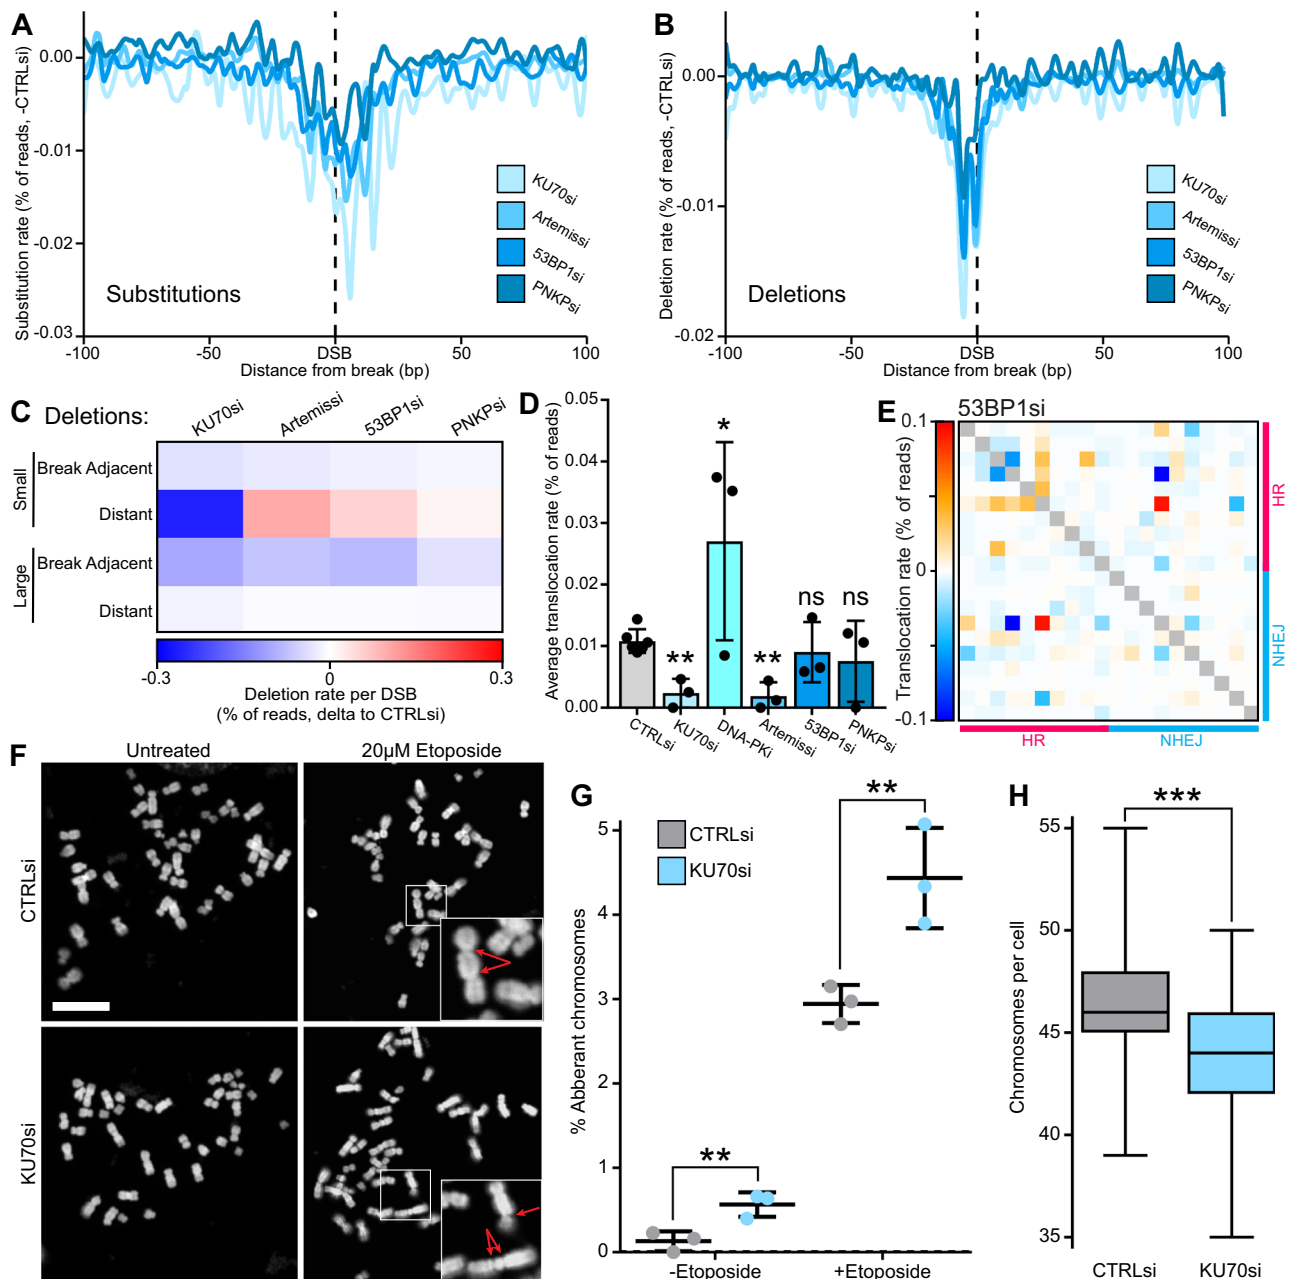 A
Substitution rate (% of reads, -CTRLsi)
0.00
-0.01
-0.02
-0.03
Substitutions
KU70si
Artemissi
53BP1si
PNKPsi
-100
-50
DSB
50
100
Distance from break (bp)
B
Deletion rate (% of reads, -CTRLsi)
0.00
-0.01
-0.02
Deletions
KU70si
Artemissi
53BP1si
PNKPsi
-100
-50
DSB
50
100
Distance from break (bp)
C
Deletions:
KU70si
Artemissi
53BP1si
PNKPsi
Small
Break Adjacent
Distant
Large
Break Adjacent
Distant
-0.3
0
0.3
Deletion rate per DSB
(% of reads, delta to CTRLsi)
D
Average translocation rate (% of reads)
0.05
0.04
0.03
0.02
0.01
0.00
**
*
**
ns
ns
CTRLsi
KU70si
DNA-PKi
Artemissi
53BP1si
PNKPsi
E
53BP1si
Translocation rate (% of reads)
0.1
0
-0.1
HR
NHEJ
HR
NHEJ
F
Untreated
20µM Etoposide
CTRLsi
KU70si
G
% Abberant chromosomes
5
4
3
2
1
0
CTRLsi
KU70si
**
**
-Etoposide
+Etoposide
H
Chromosomes per cell
55
50
45
40
35
***
CTRLsi
KU70si